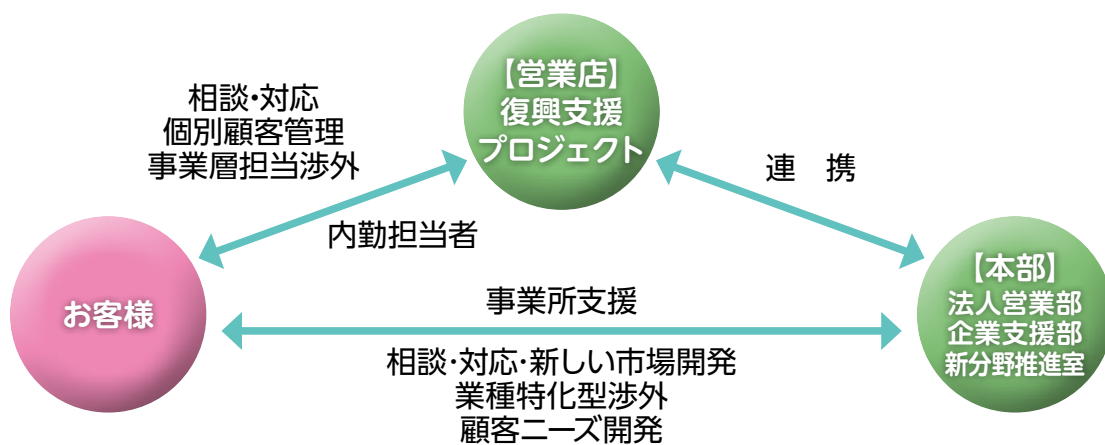 【営業店】
復興支援
プロジェクト
相談・対応
個別顧客管理
事業層担当渉外
連　携
内勤担当者
お客様
【本部】
法人営業部
企業支援部
新分野推進室
事業所支援
相談・対応・新しい市場開発
業種特化型渉外
顧客ニーズ開発